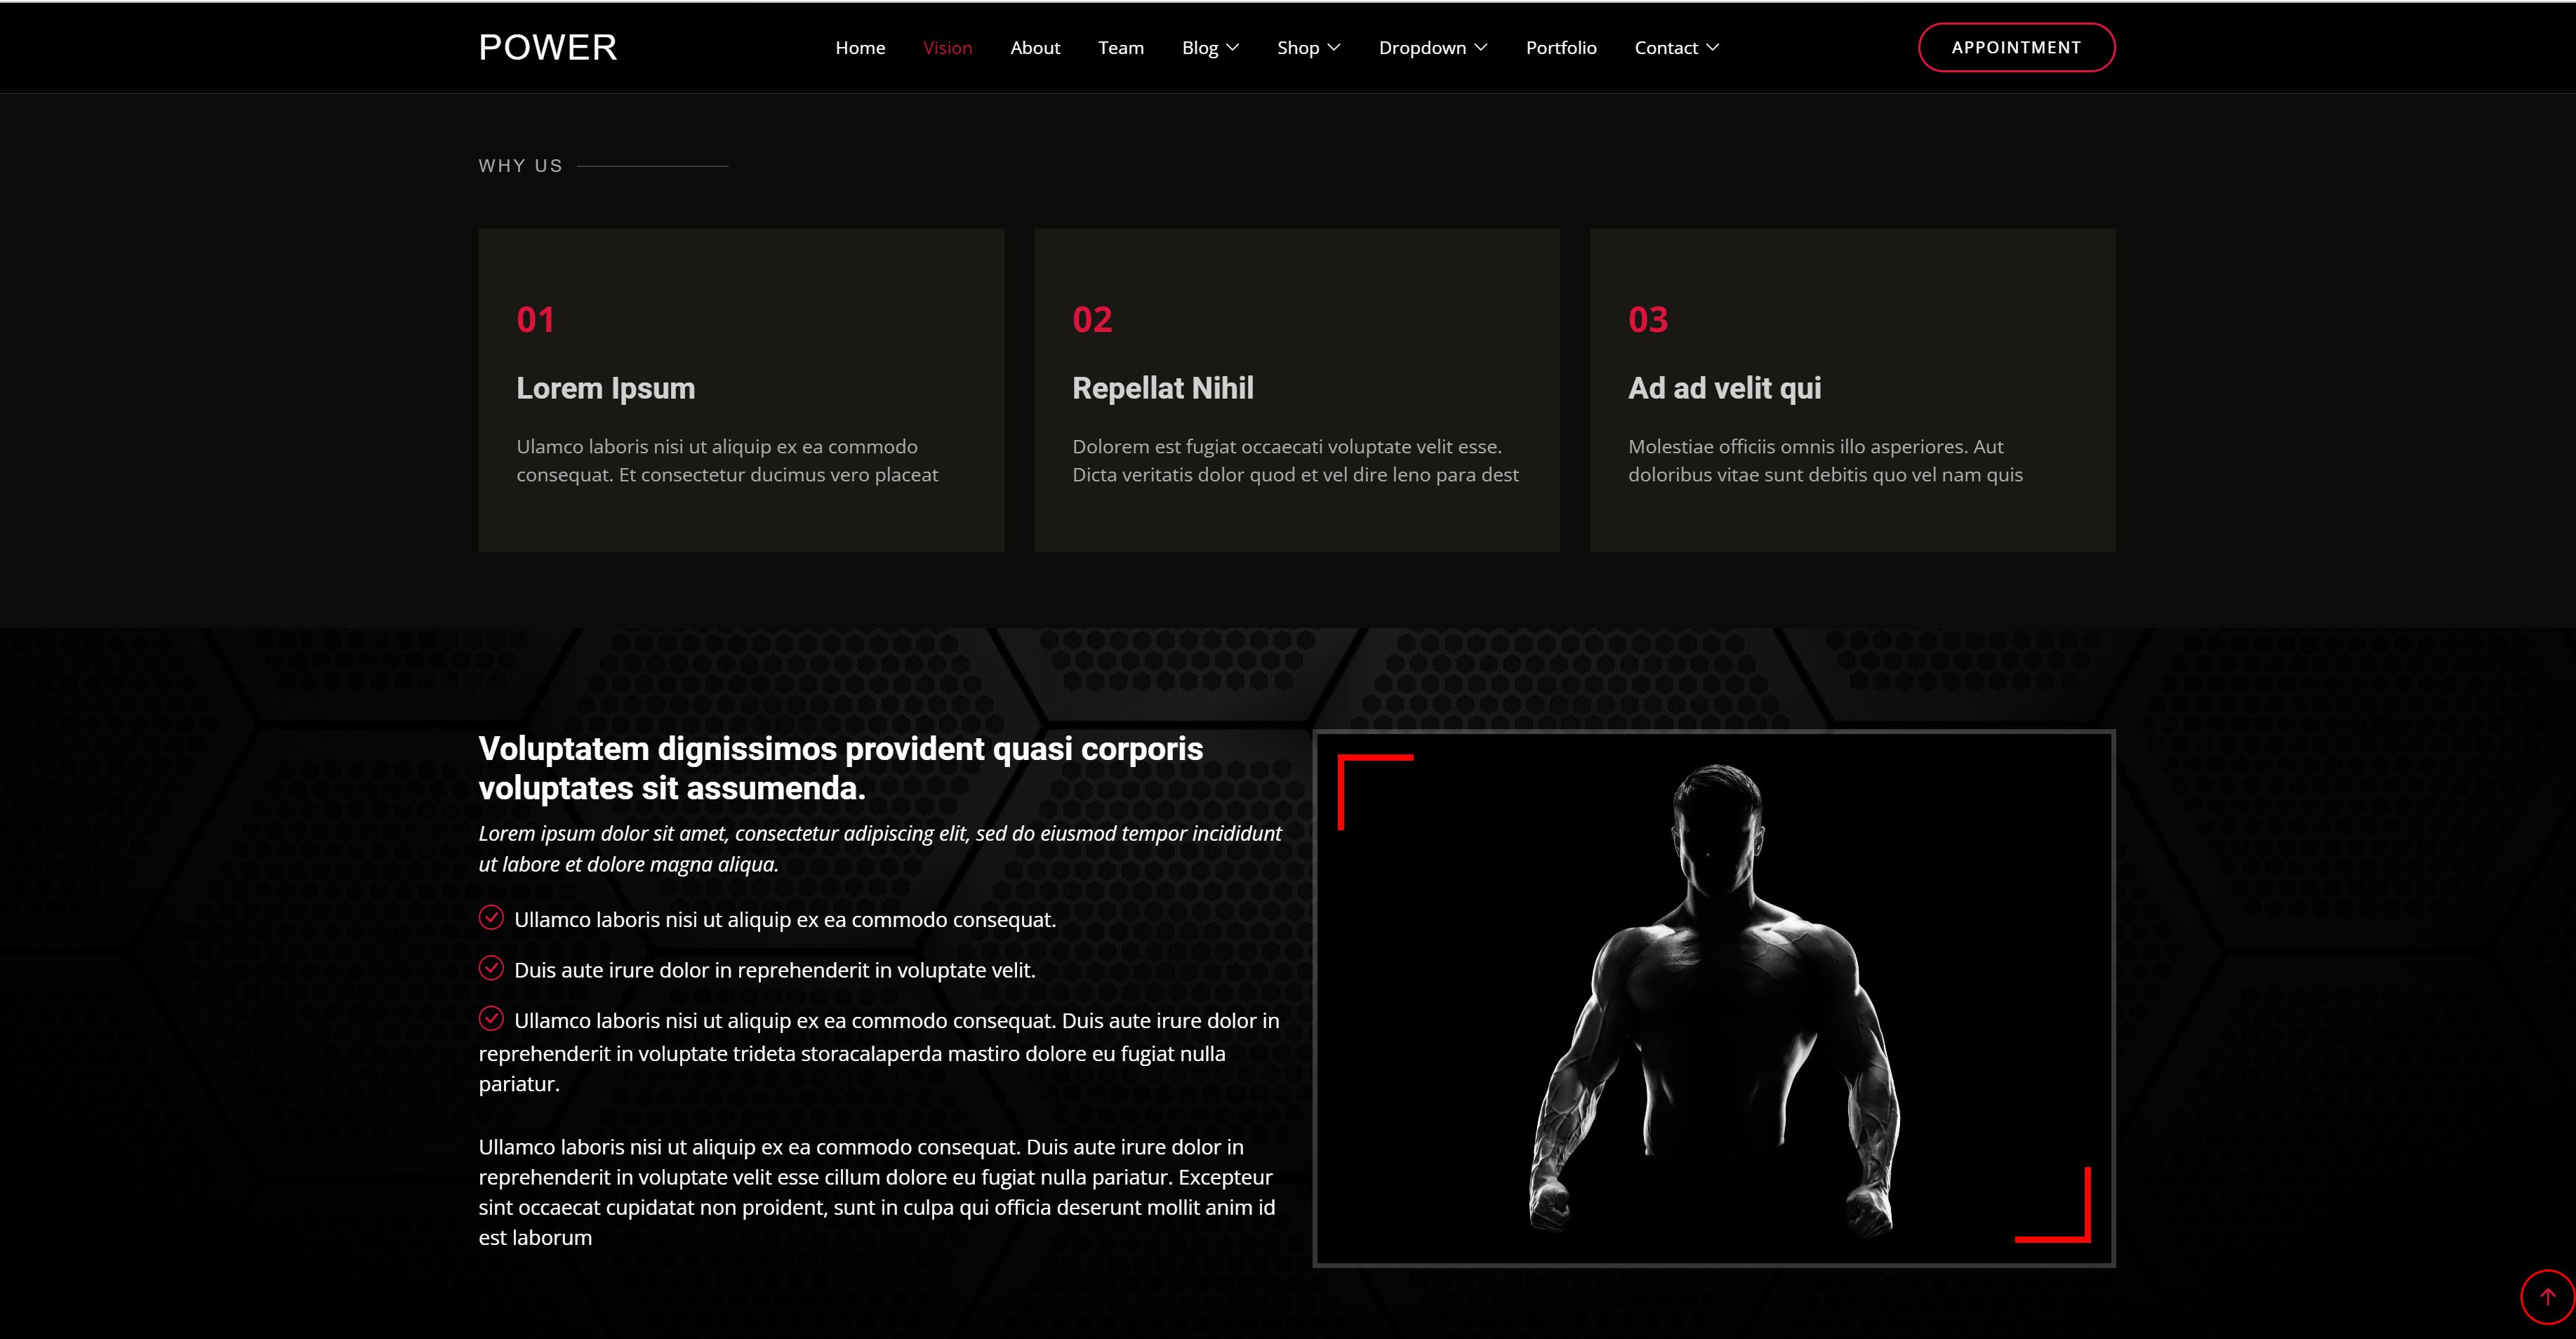 POWER
Home Vision About Team Blog Shop Dropdown Portfolio Contact
APPOINTMENT
WHY US
01
Lorem Ipsum
Ulamco laboris nisi ut aliquip ex ea commodo
consequat. Et consectetur ducimus vero placeat
02
Repellat Nihil
Dolorem est fugiat occaecati voluptate velit esse.
Dicta veritatis dolor quod et vel dire leno para dest
03
Ad ad velit qui
Molestiae officiis omnis illo asperiores. Aut
doloribus vitae sunt debitis quo vel nam quis
Voluptatem dignissimos provident quasi corporis
voluptates sit assumenda.
Lorem ipsum dolor sit amet, consectetur adipiscing elit, sed do eiusmod tempor incididunt
ut labore et dolore magna aliqua.
Ullamco laboris nisi ut aliquip ex ea commodo consequat.
Duis aute irure dolor in reprehenderit in voluptate velit.
Ullamco laboris nisi ut aliquip ex ea commodo consequat. Duis aute irure dolor in
reprehenderit in voluptate trideta storacalaperda mastiro dolore eu fugiat nulla
pariatur.
Ullamco laboris nisi ut aliquip ex ea commodo consequat. Duis aute irure dolor in
reprehenderit in voluptate velit esse cillum dolore eu fugiat nulla pariatur. Excepteur
sint occaecat cupidatat non proident, sunt in culpa qui officia deserunt mollit anim id
est laborum